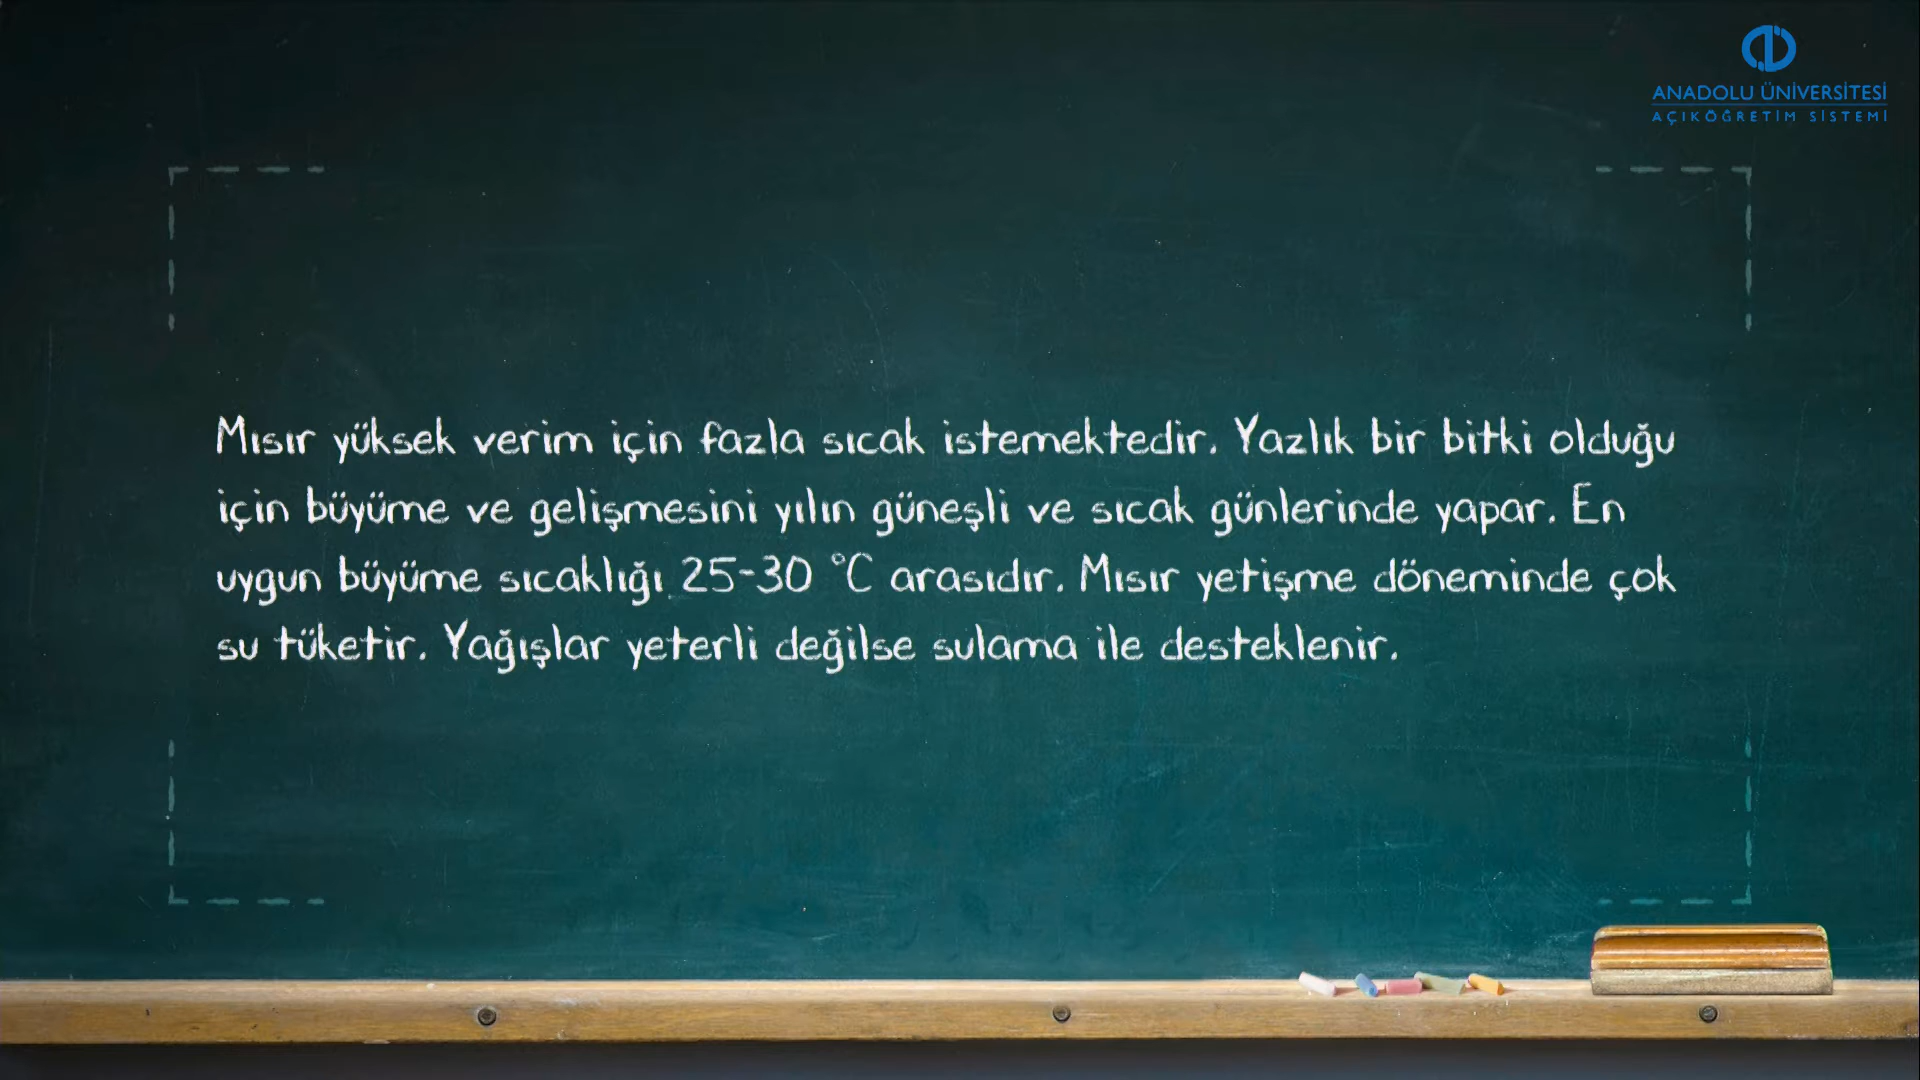 ANADOLU ÜNİVERSİTESİ
AÇIKÖĞRETİM SİSTEMİ
Mısır yüksek verim için fazla sıcak istemektedir. Yazlık bir bitki olduğu
için büyüme ve gelişmesini yılın güneşli ve sıcak günlerinde yapar. En
uygun büyüme sıcaklığı 25-30 °C arasıdır. Mısır yetişme döneminde çok
su tüketir. Yağışlar yeterli değilse sulama ile desteklenir.